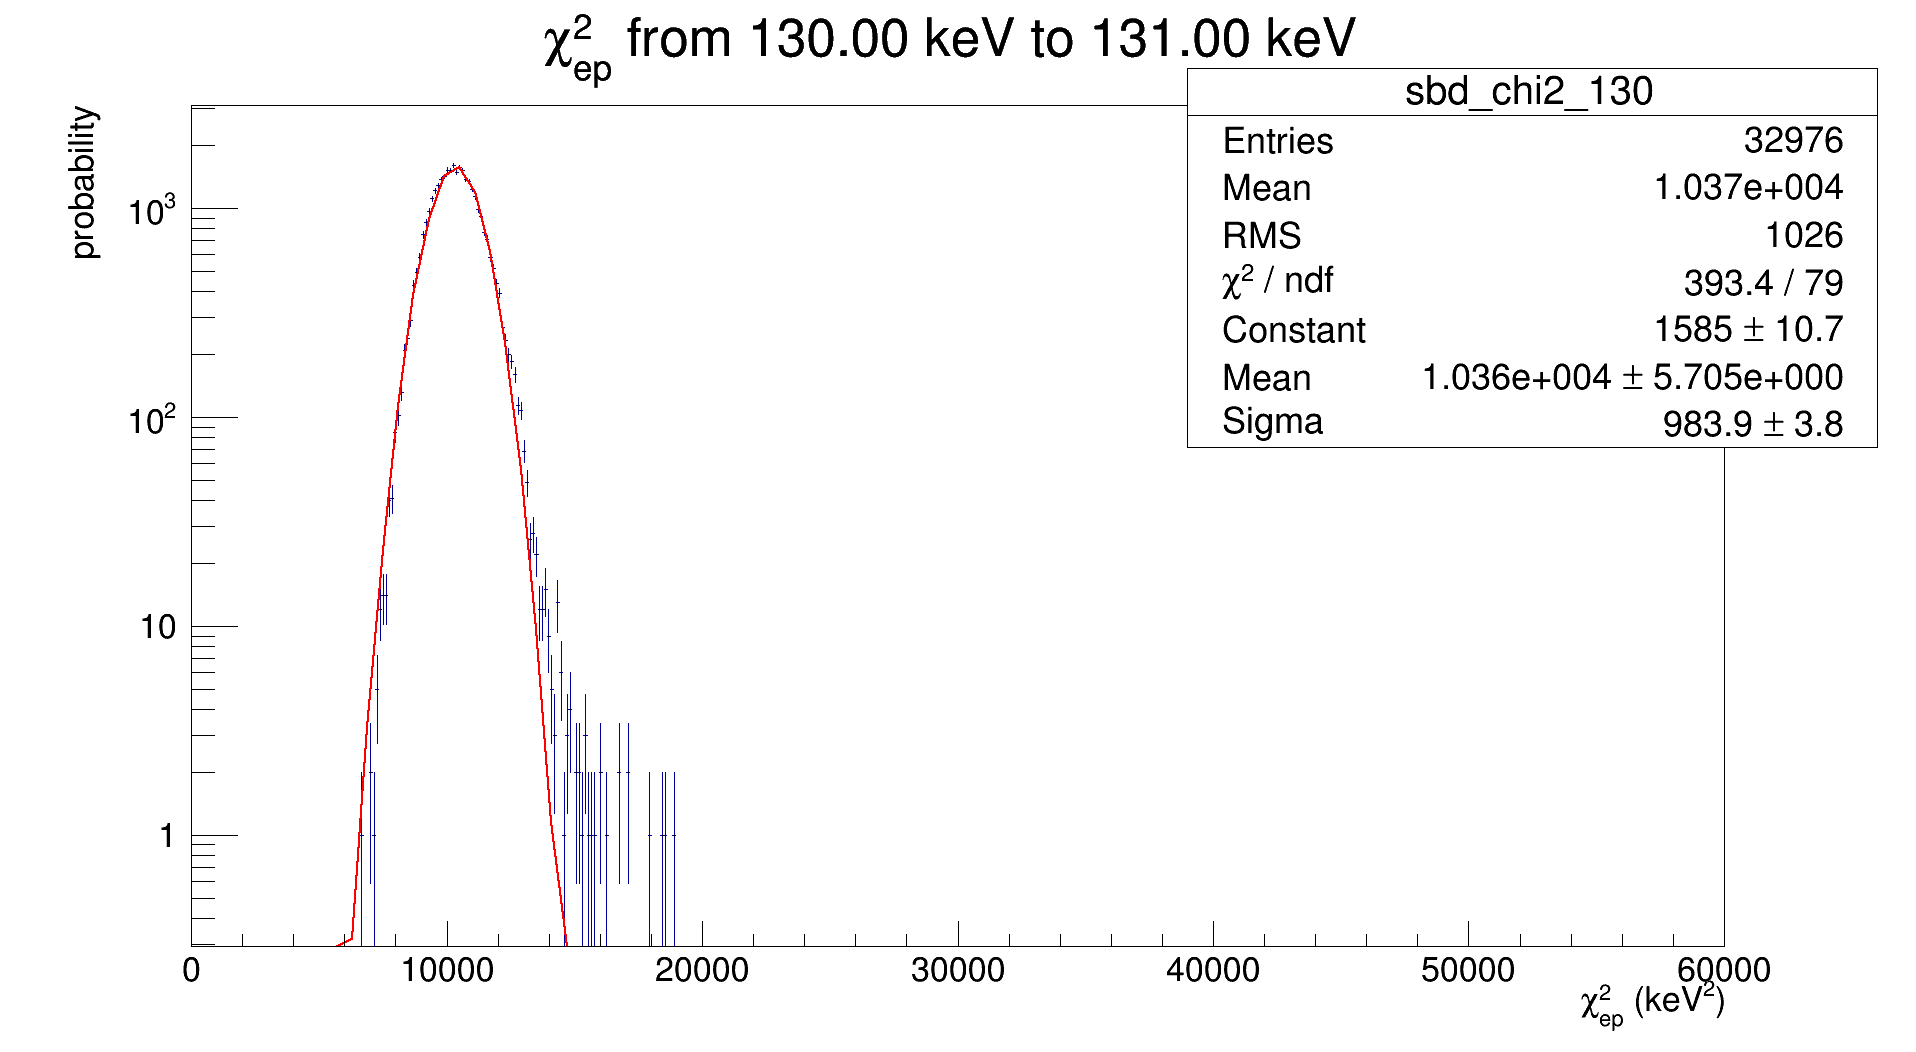 χ²ep from 130.00 keV to 131.00 keV
sbd_chi2_130
Entries 32976
Mean 1.037e+004
RMS 1026
χ² / ndf 393.4 / 79
Constant 1585 ± 10.7
Mean 1.036e+004 ± 5.705e+000
Sigma 983.9 ± 3.8
probability
10³
10²
10
1
0 10000 20000 30000 40000 50000 60000
χ²ep (keV²)